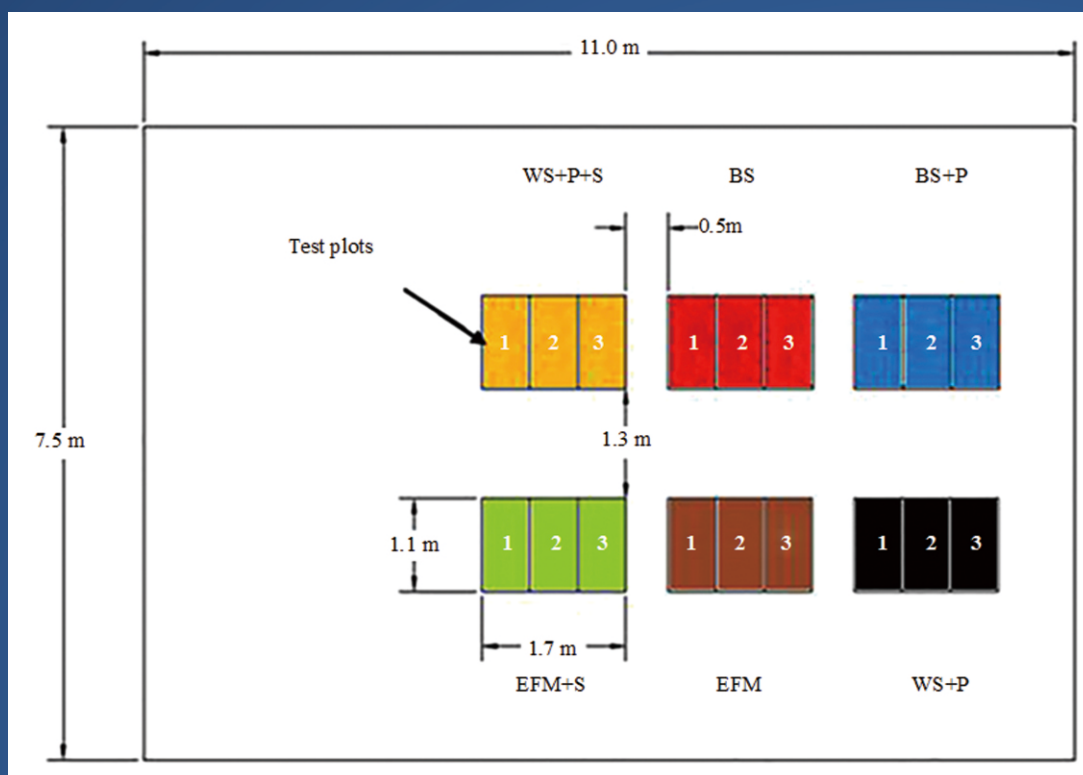 11.0 m
WS+P+S BS BS+P
0.5m
Test plots
1 2 3 1 2 3 1 2 3
7.5 m
1.3 m
1.1 m
1 2 3 1 2 3 1 2 3
1.7 m
EFM+S EFM WS+P